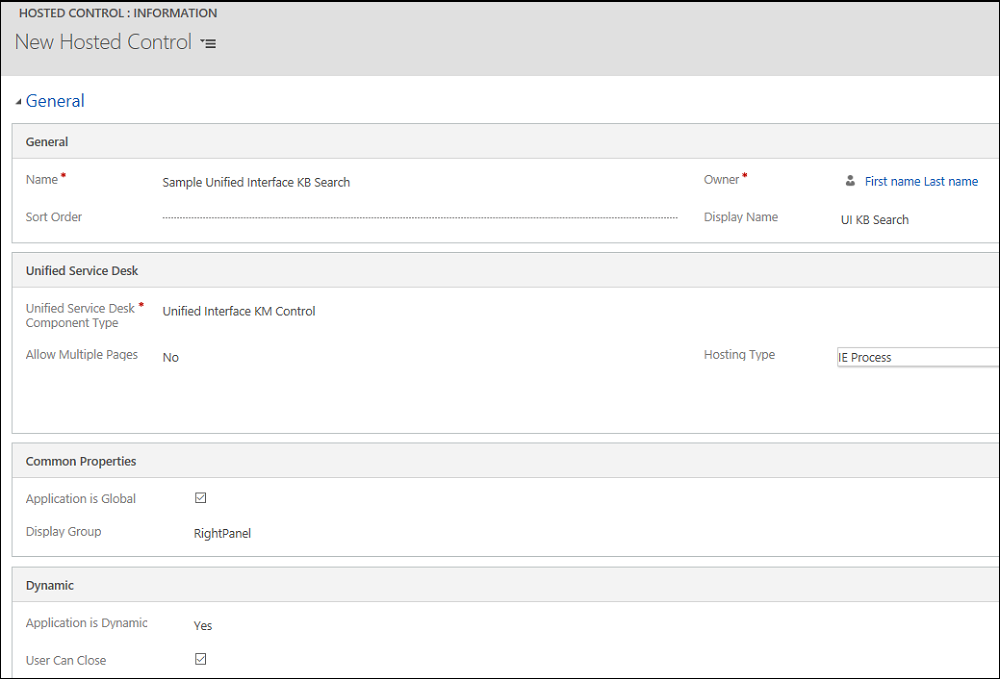 HOSTED CONTROL : INFORMATION
New Hosted Control
General
General
Name * Sample Unified Interface KB Search Owner * First name Last name
Sort Order Display Name UI KB Search
Unified Service Desk
Unified Service Desk * Unified Interface KM Control
Component Type
Allow Multiple Pages No Hosting Type IE Process
Common Properties
Application is Global
Display Group RightPanel
Dynamic
Application is Dynamic Yes
User Can Close